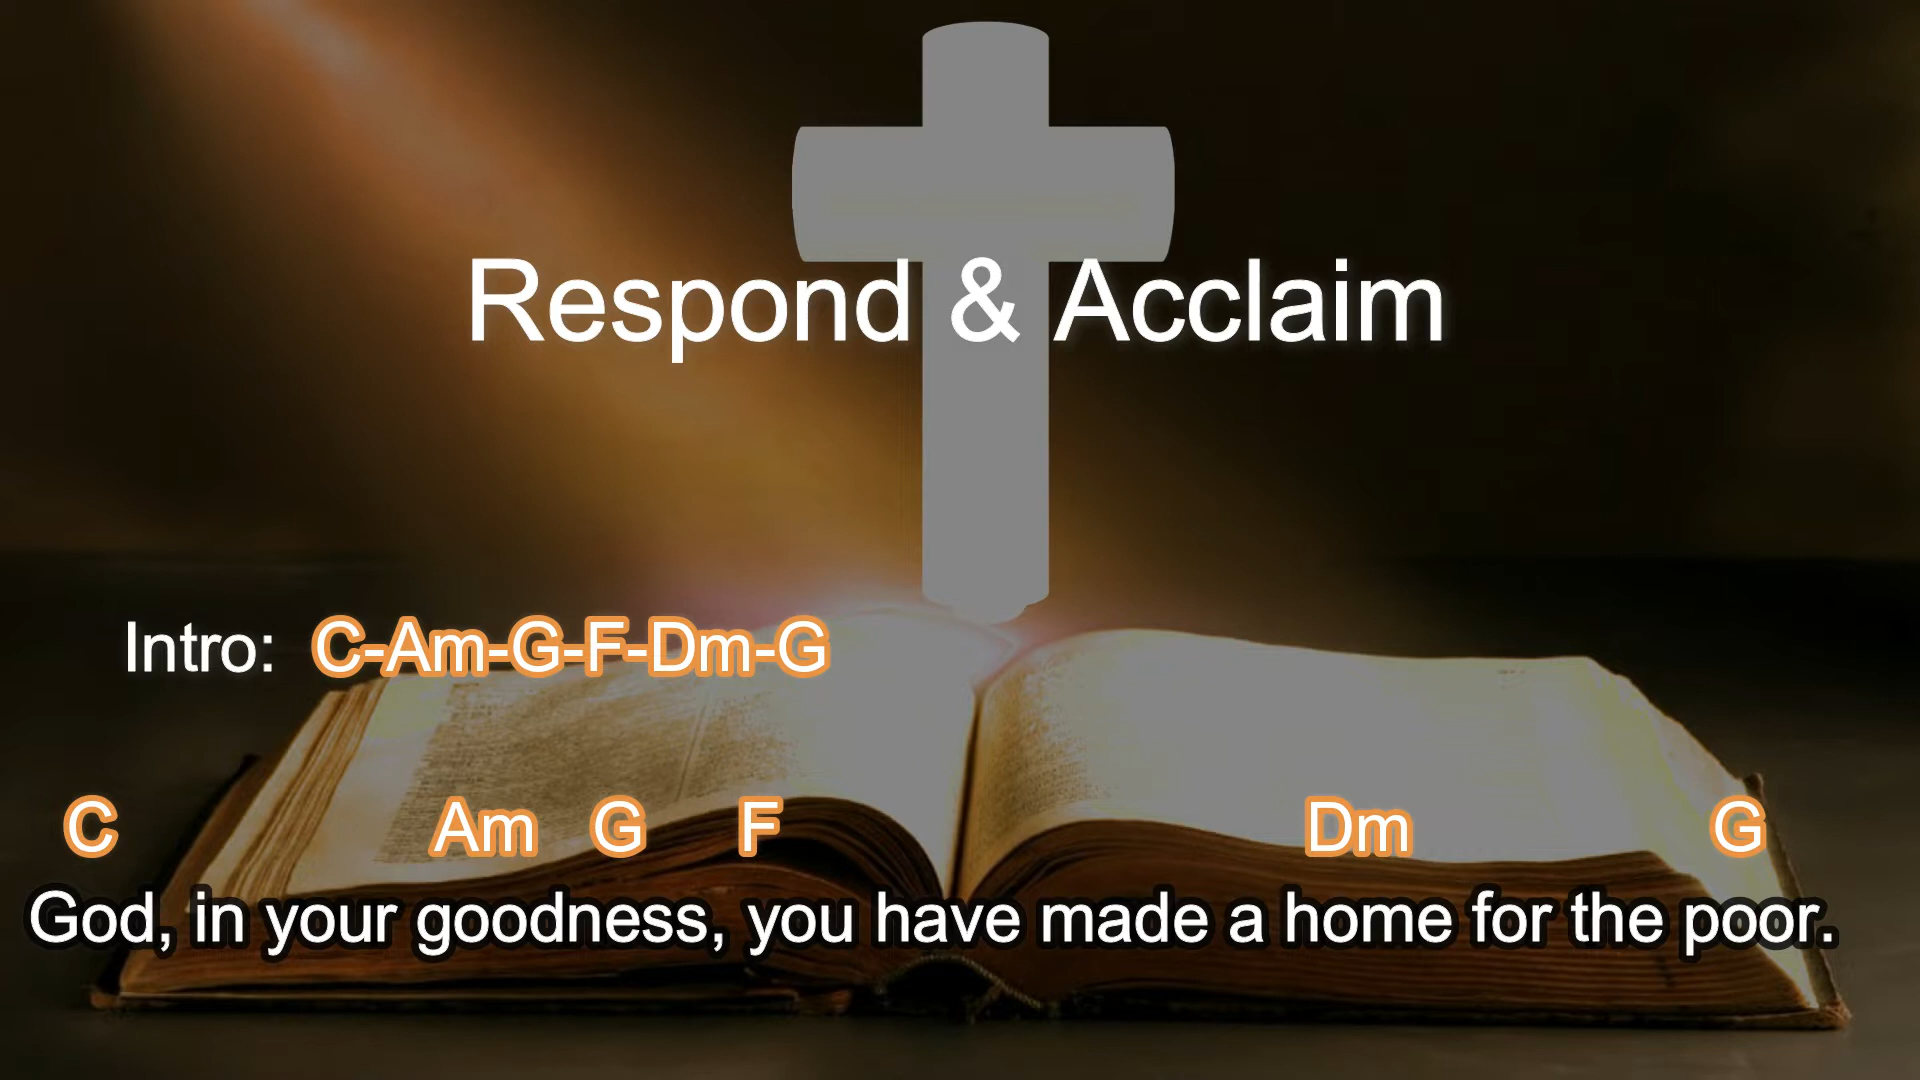 Respond & Acclaim
Intro: C-Am-G-F-Dm-G
C Am G F Dm G
God, in your goodness, you have made a home for the poor.